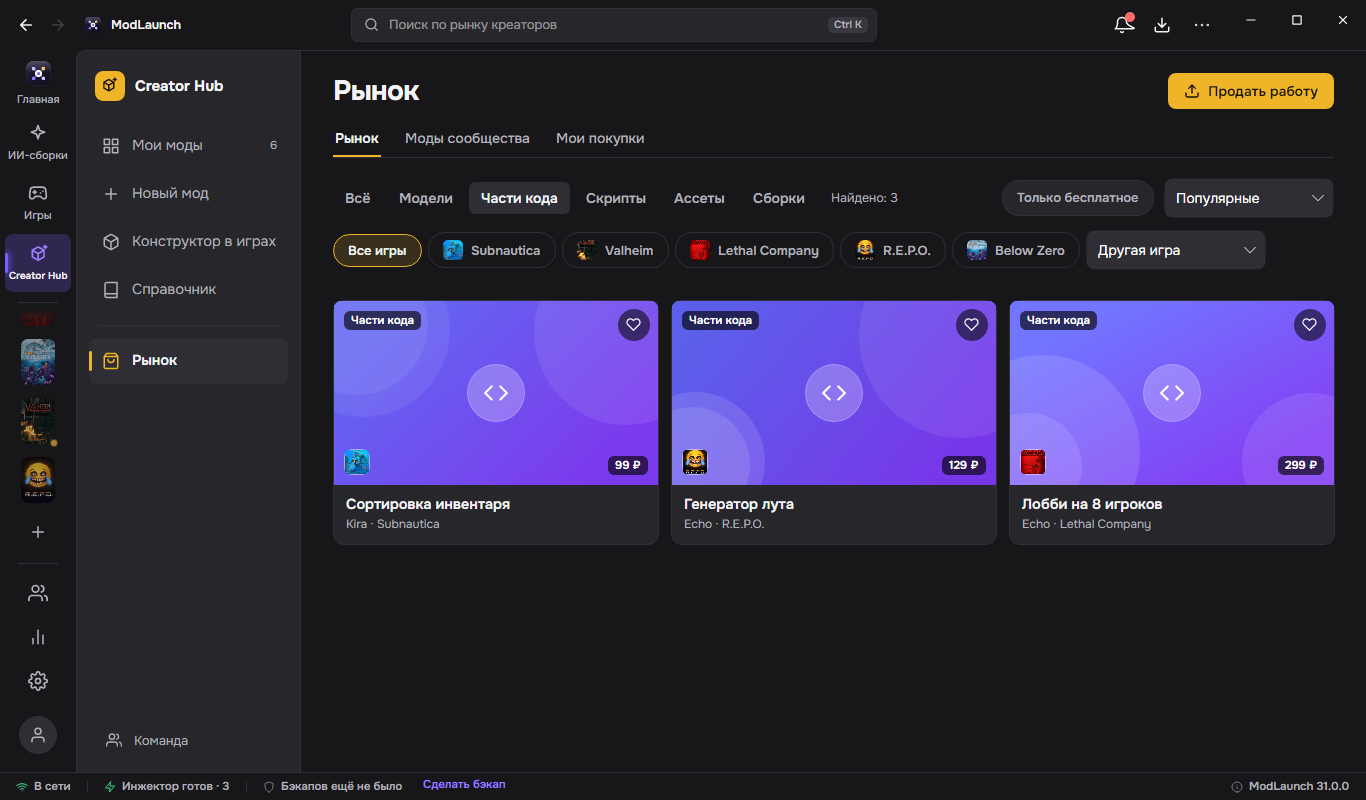 ModLaunch
Поиск по рынку креаторов
Ctrl K
Главная
ИИ-сборки
Игры
Creator Hub
Creator Hub
Мои моды 6
Новый мод
Конструктор в играх
Справочник
Рынок
Команда
Рынок
Продать работу
Рынок Моды сообщества Мои покупки
Всё Модели Части кода Скрипты Ассеты Сборки Найдено: 3 Только бесплатное Популярные
Все игры Subnautica Valheim Lethal Company R.E.P.O. Below Zero Другая игра
Части кода
99 ₽
Сортировка инвентаря
Kira · Subnautica
Части кода
129 ₽
Генератор лута
Echo · R.E.P.O.
Части кода
299 ₽
Лобби на 8 игроков
Echo · Lethal Company
В сети Инжектор готов · 3 Бэкапов ещё не было Сделать бэкап ModLaunch 31.0.0